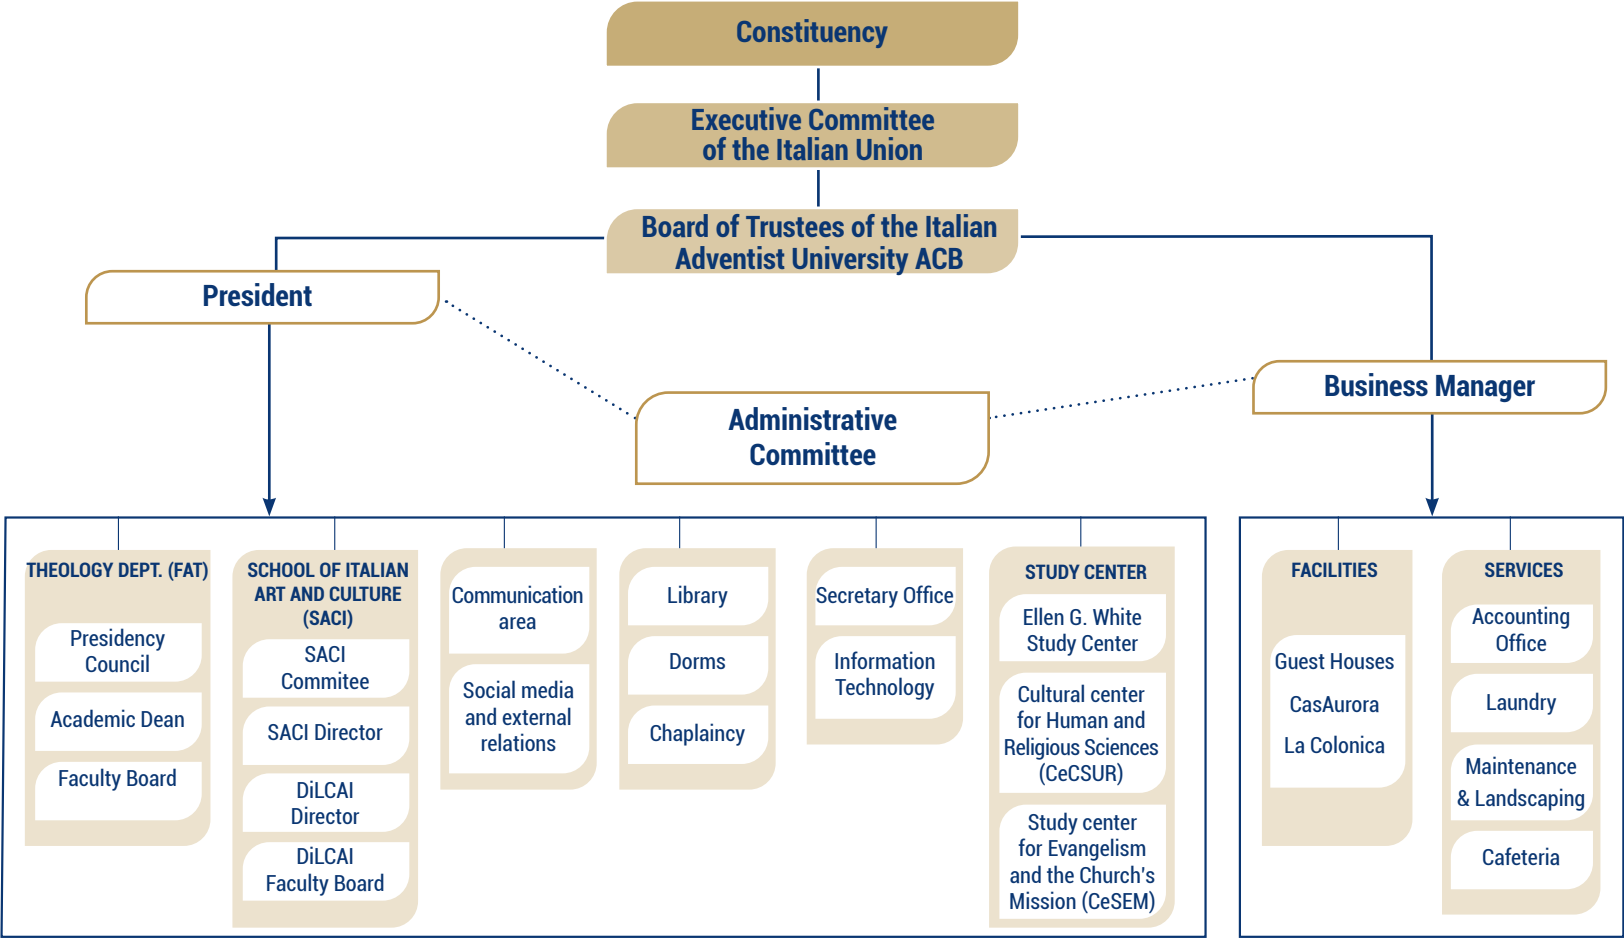 Constituency
Executive Committee
of the Italian Union
Board of Trustees of the Italian
Adventist University ACB
President
Business Manager
Administrative
Committee
THEOLOGY DEPT. (FAT)
Presidency
Council
Academic Dean
Faculty Board
SCHOOL OF ITALIAN
ART AND CULTURE
(SACI)
SACI
Commitee
SACI Director
DiLCAI
Director
DiLCAI
Faculty Board
Communication
area
Social media
and external
relations
Library
Dorms
Chaplaincy
Secretary Office
Information
Technology
STUDY CENTER
Ellen G. White
Study Center
Cultural center
for Human and
Religious Sciences
(CeCSUR)
Study center
for Evangelism
and the Church's
Mission (CeSEM)
FACILITIES
Guest Houses
CasAurora
La Colonica
SERVICES
Accounting
Office
Laundry
Maintenance
& Landscaping
Cafeteria